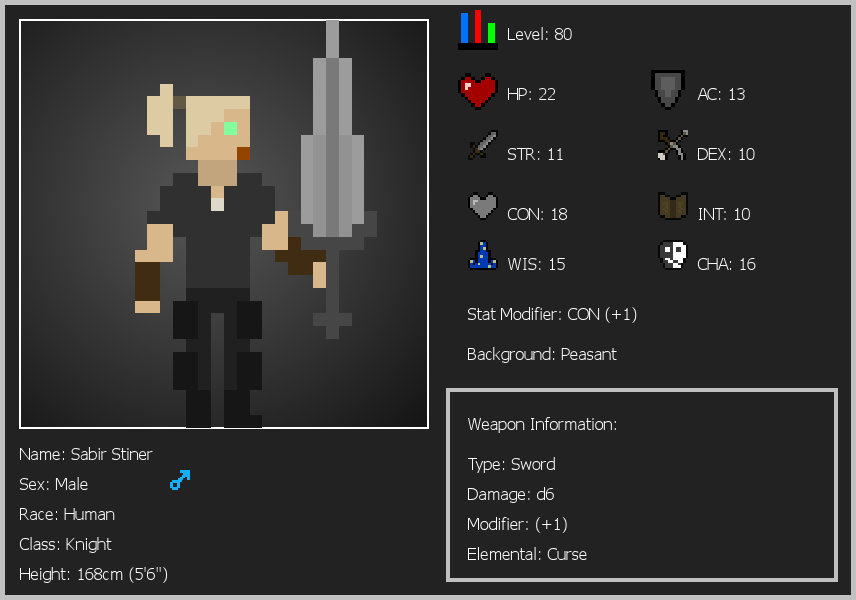 Level: 80
HP: 22
AC: 13
STR: 11
DEX: 10
CON: 18
INT: 10
WIS: 15
CHA: 16
Stat Modifier: CON (+1)
Background: Peasant
Weapon Information:
Type: Sword
Damage: d6
Modifier: (+1)
Elemental: Curse
Name: Sabir Stiner
Sex: Male
Race: Human
Class: Knight
Height: 168cm (5'6")